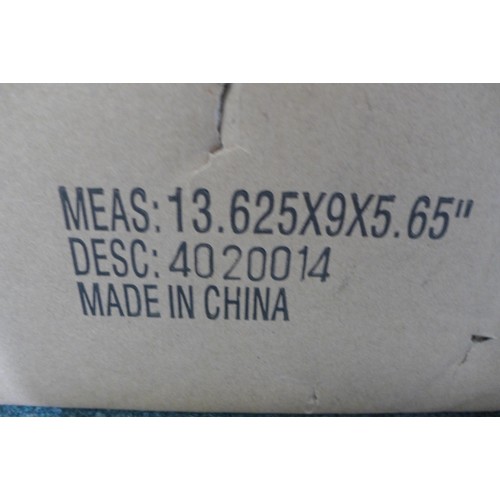 MEAS: 13.625X9X5.65"
DESC: 4020014
MADE IN CHINA